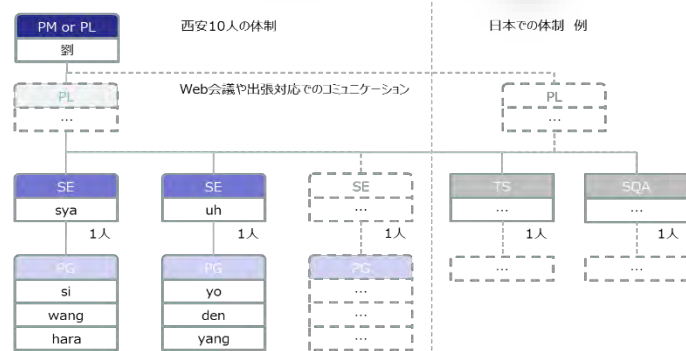 PM or PL
西安10人の体制
日本での体制 例
劉
Web会議や出張対応でのコミュニケーション
PL
…
PL
…
SE
sya
SE
uh
SE
…
TS
…
SQA
…
1人
1人
1人
1人
1人
PG
si
wang
hara
PG
yo
den
yang
PG
…
…
…
…
…